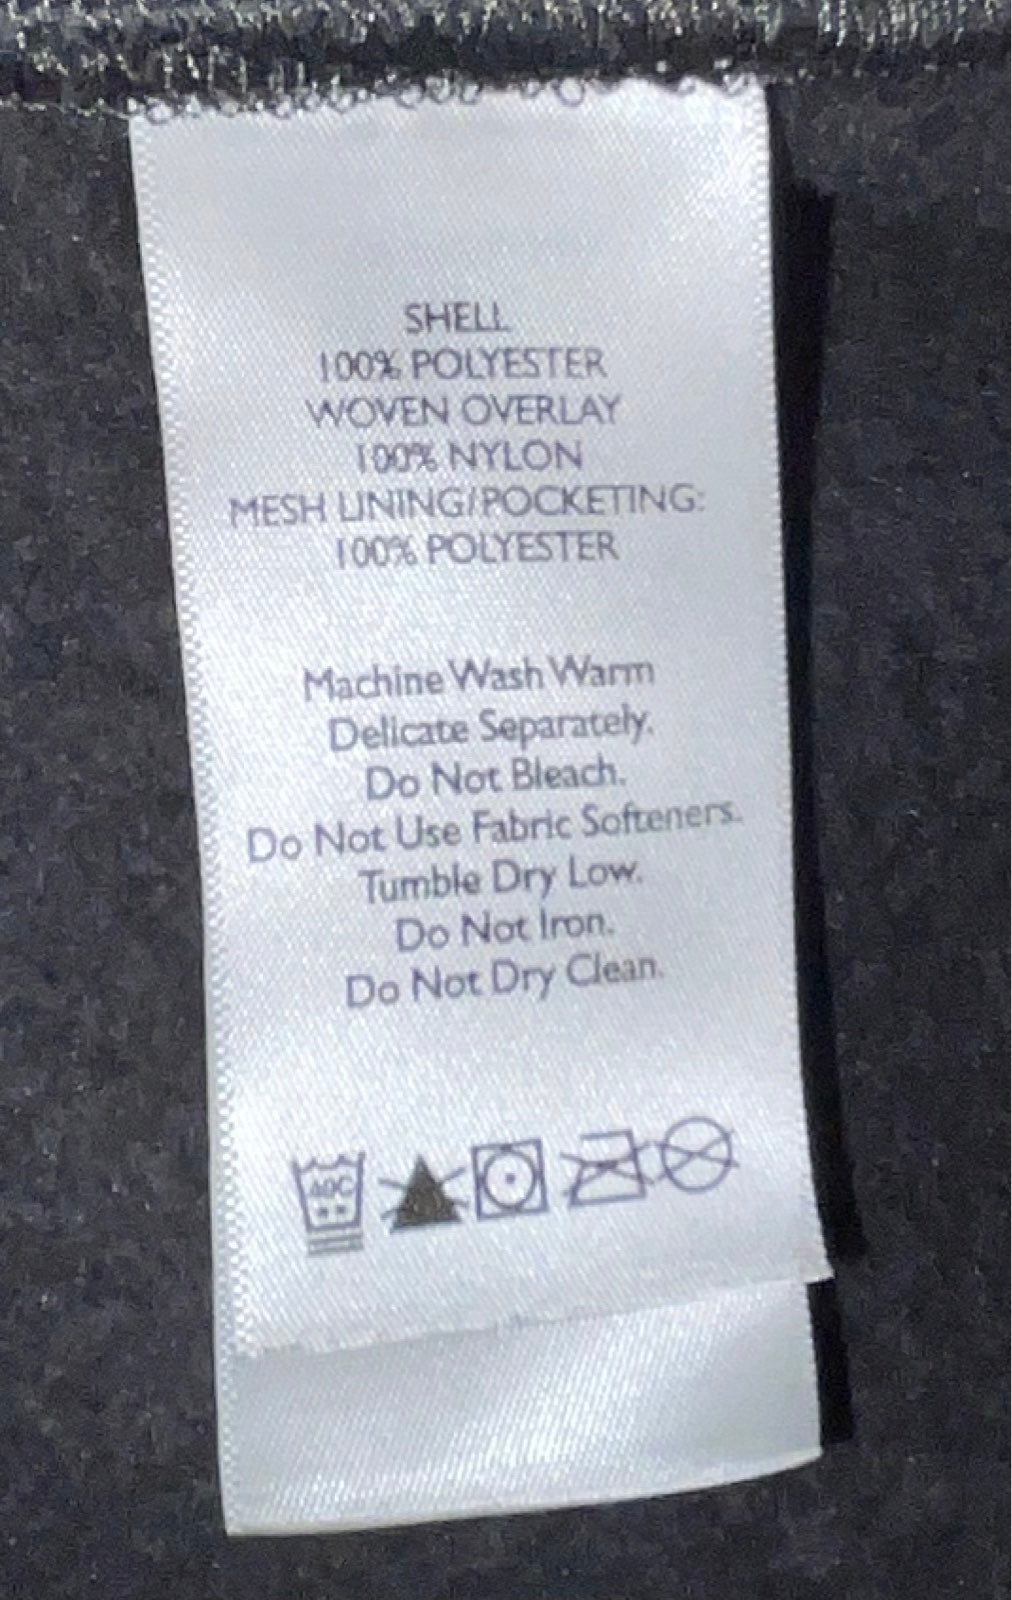 SHELL
100% POLYESTER
WOVEN OVERLAY
100% NYLON
MESH LINING/POCKETING:
100% POLYESTER
Machine Wash Warm
Delicate Separately.
Do Not Bleach.
Do Not Use Fabric Softeners.
Tumble Dry Low.
Do Not Iron.
Do Not Dry Clean.
40C